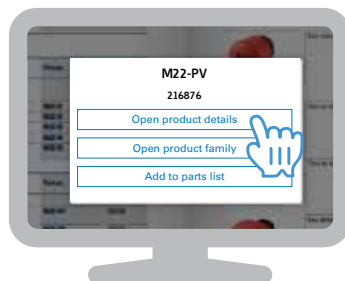 M22-PV
216876
Open product details
Open product family
Add to parts list